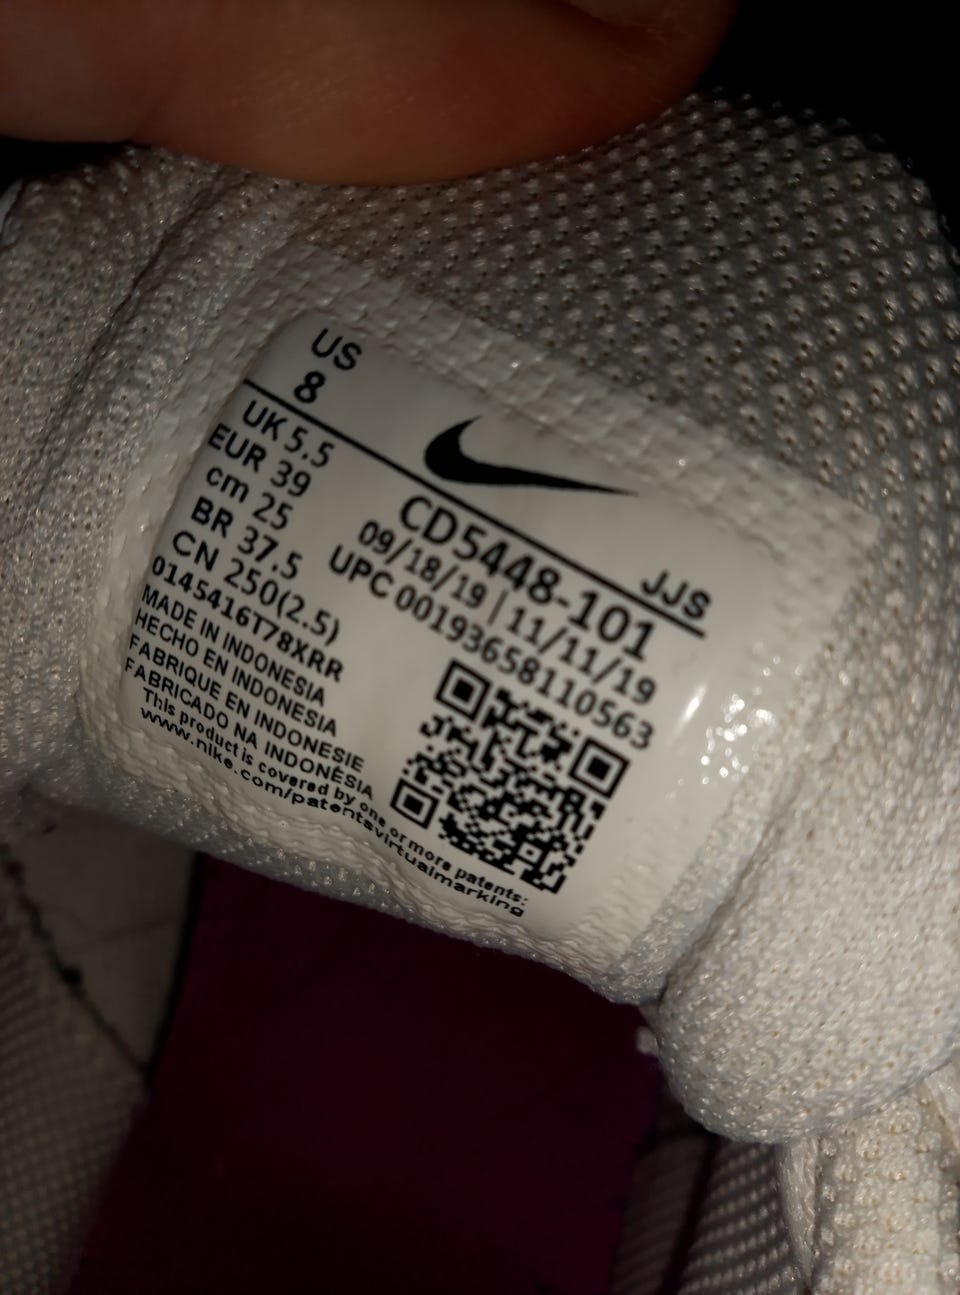 US
8
JJS
UK 5.5
EUR 39
cm 25
BR 37.5
CN 250(2.5)
0145416T78XRR
MADE IN INDONESIA
HECHO EN INDONESIA
FABRIQUE EN INDONESIE
FABRICADO NA INDONÉSIA
This product is covered by one or more patents:
www.nike.com/patentsvirtualmarking
CD5448-101
09/18/19 | 11/11/19
UPC 00193658110563